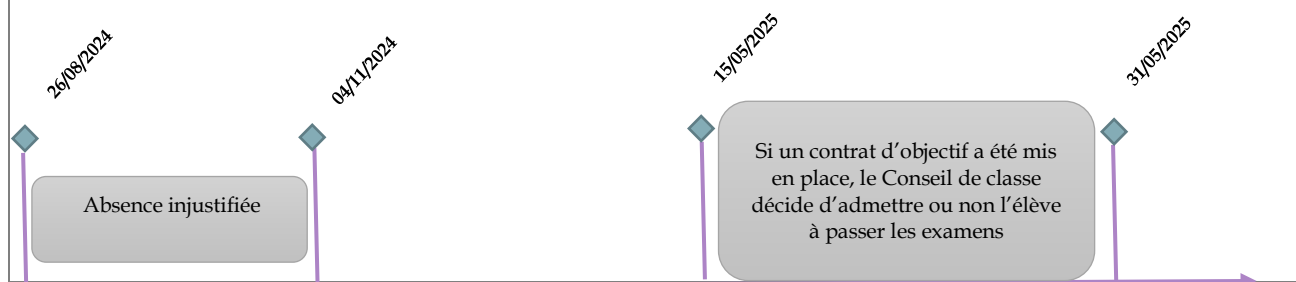 26/08/2024
04/11/2024
15/05/2025
31/05/2025
Absence injustifiée
Si un contrat d’objectif a été mis
en place, le Conseil de classe
décide d’admettre ou non l’élève
à passer les examens